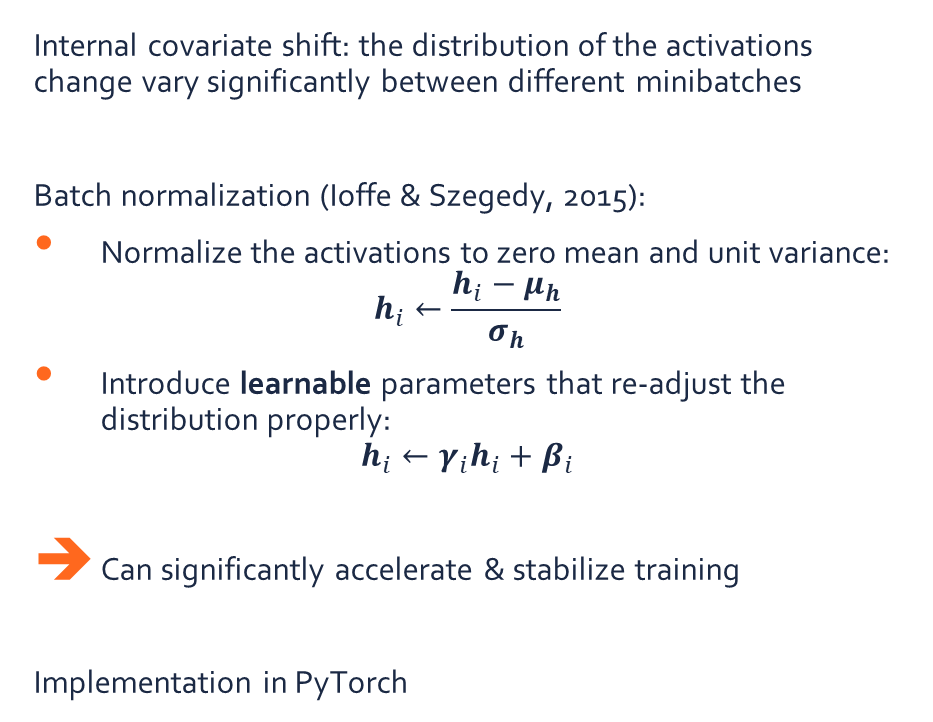 Internal covariate shift: the distribution of the activations
change vary significantly between different minibatches
Batch normalization (Ioffe & Szegedy, 2015):
• Normalize the activations to zero mean and unit variance:
𝒉ᵢ ← (𝒉ᵢ − 𝝁_𝒉) / 𝝈_𝒉
• Introduce learnable parameters that re-adjust the
distribution properly:
𝒉ᵢ ← 𝜸ᵢ𝒉ᵢ + 𝜷ᵢ
➔ Can significantly accelerate & stabilize training
Implementation in PyTorch